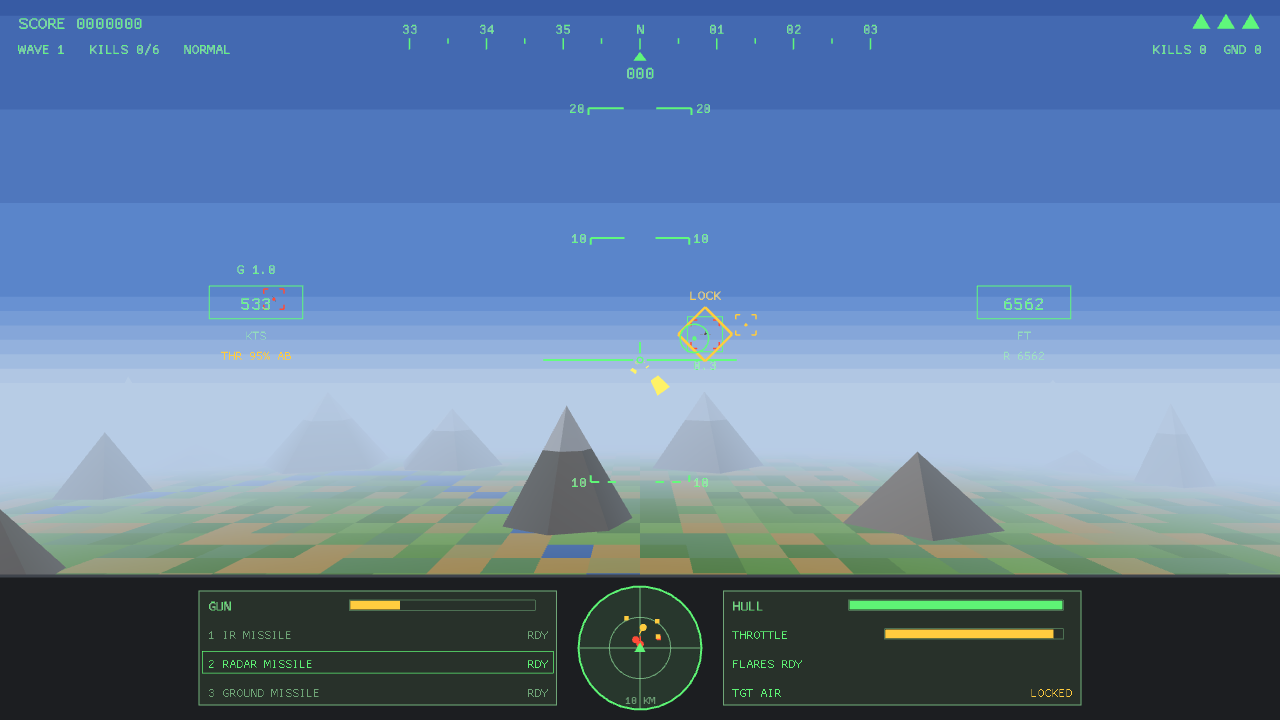 SCORE 0000000
WAVE 1 KILLS 0/6 NORMAL
33 34 35 N 01 02 03
000
KILLS 0 GND 0
20 20
10 10
G 1.0
533
KTS
THR 95% AB
LOCK
6562
FT
R 6562
10 10
GUN
1 IR MISSILE RDY
2 RADAR MISSILE RDY
3 GROUND MISSILE RDY
10 KM
HULL
THROTTLE
FLARES RDY
TGT AIR LOCKED